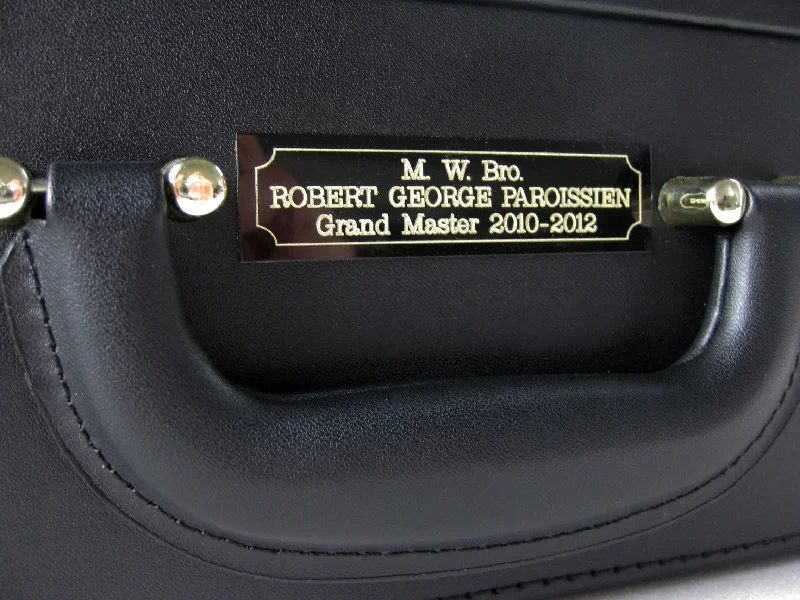 M. W. Bro.
ROBERT GEORGE PAROISSIEN
Grand Master 2010-2012